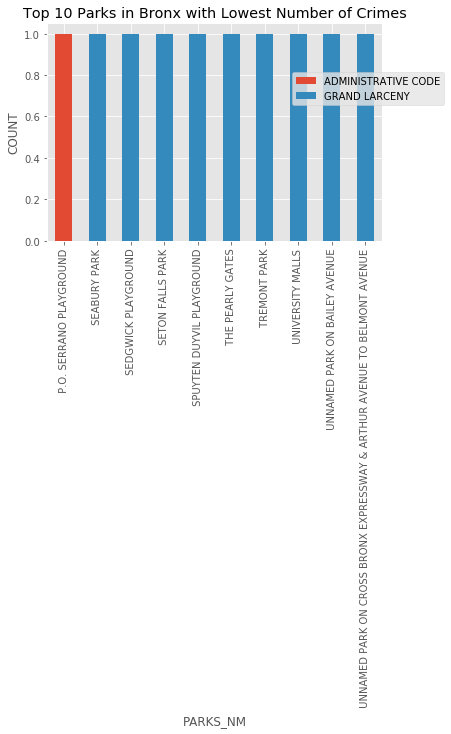 Top 10 Parks in Bronx with Lowest Number of Crimes
1.0
0.8
0.6
0.4
0.2
0.0
COUNT
ADMINISTRATIVE CODE
GRAND LARCENY
P.O. SERRANO PLAYGROUND
SEABURY PARK
SEDGWICK PLAYGROUND
SETON FALLS PARK
SPUYTEN DUYVIL PLAYGROUND
THE PEARLY GATES
TREMONT PARK
UNIVERSITY MALLS
UNNAMED PARK ON BAILEY AVENUE
UNNAMED PARK ON CROSS BRONX EXPRESSWAY & ARTHUR AVENUE TO BELMONT AVENUE
PARKS_NM